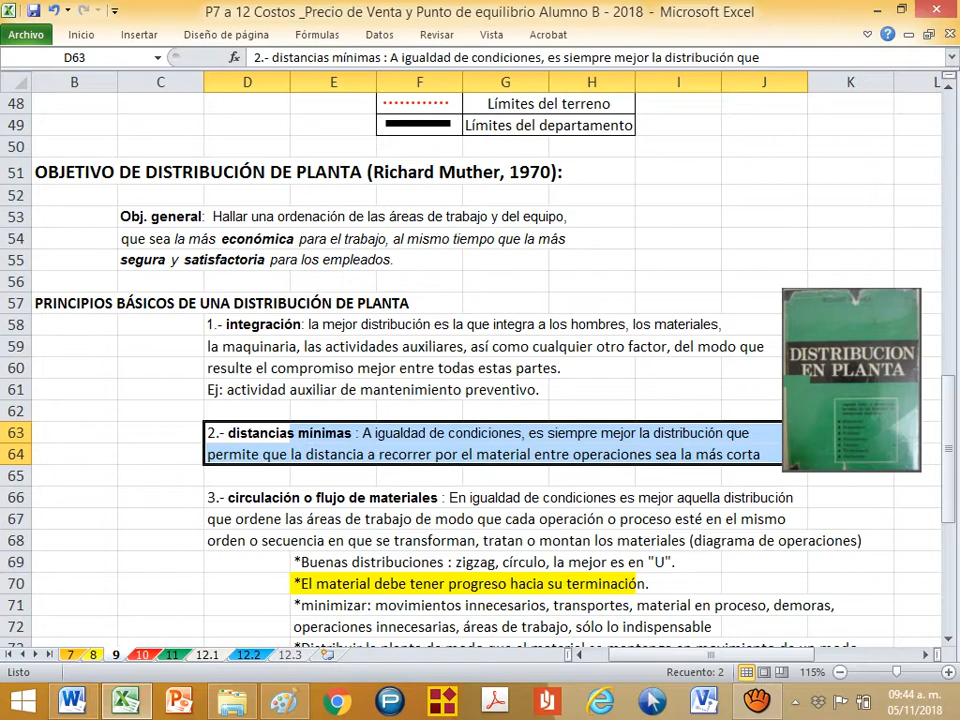 P7 a 12 Costos _Precio de Venta y Punto de equilibrio Alumno B - 2018 - Microsoft Excel
Archivo Inicio Insertar Diseño de página Fórmulas Datos Revisar Vista Acrobat
D63 fx 2.- distancias mínimas : A igualdad de condiciones, es siempre mejor la distribución que
B C D E F G H I J K L
48 Límites del terreno
49 Límites del departamento
50
51 OBJETIVO DE DISTRIBUCIÓN DE PLANTA (Richard Muther, 1970):
52
53 Obj. general: Hallar una ordenación de las áreas de trabajo y del equipo,
54 que sea la más económica para el trabajo, al mismo tiempo que la más
55 segura y satisfactoria para los empleados.
56
57 PRINCIPIOS BÁSICOS DE UNA DISTRIBUCIÓN DE PLANTA
58 1.- integración: la mejor distribución es la que integra a los hombres, los materiales,
59 la maquinaria, las actividades auxiliares, así como cualquier otro factor, del modo que
60 resulte el compromiso mejor entre todas estas partes.
61 Ej: actividad auxiliar de mantenimiento preventivo.
62
DISTRIBUCION
EN PLANTA
63 2.- distancias mínimas : A igualdad de condiciones, es siempre mejor la distribución que
64 permite que la distancia a recorrer por el material entre operaciones sea la más corta
65
66 3.- circulación o flujo de materiales : En igualdad de condiciones es mejor aquella distribución
67 que ordene las áreas de trabajo de modo que cada operación o proceso esté en el mismo
68 orden o secuencia en que se transforman, tratan o montan los materiales (diagrama de operaciones)
69 *Buenas distribuciones : zigzag, círculo, la mejor es en "U".
70 *El material debe tener progreso hacia su terminación.
71 *minimizar: movimientos innecesarios, transportes, material en proceso, demoras,
72 operaciones innecesarias, áreas de trabajo, sólo lo indispensable
7 8 9 10 11 12.1 12.2 12.3
Listo Recuento: 2 115%
09:44 a. m.
05/11/2018